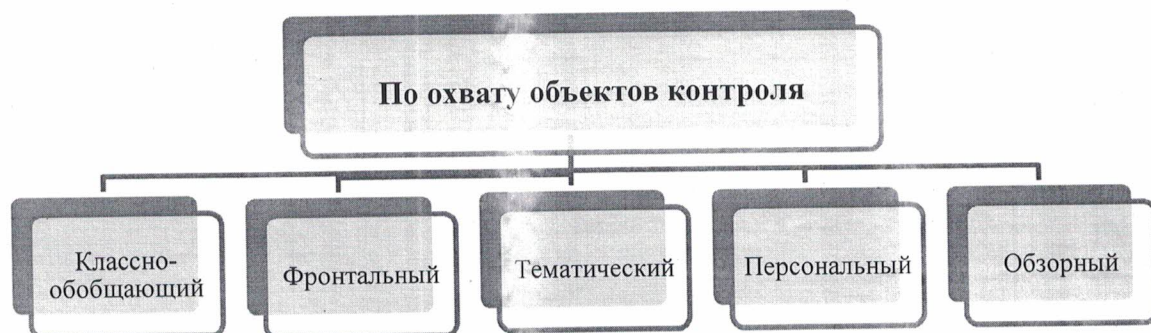 По охвату объектов контроля
Классно-
обобщающий
Фронтальный
Тематический
Персональный
Обзорный